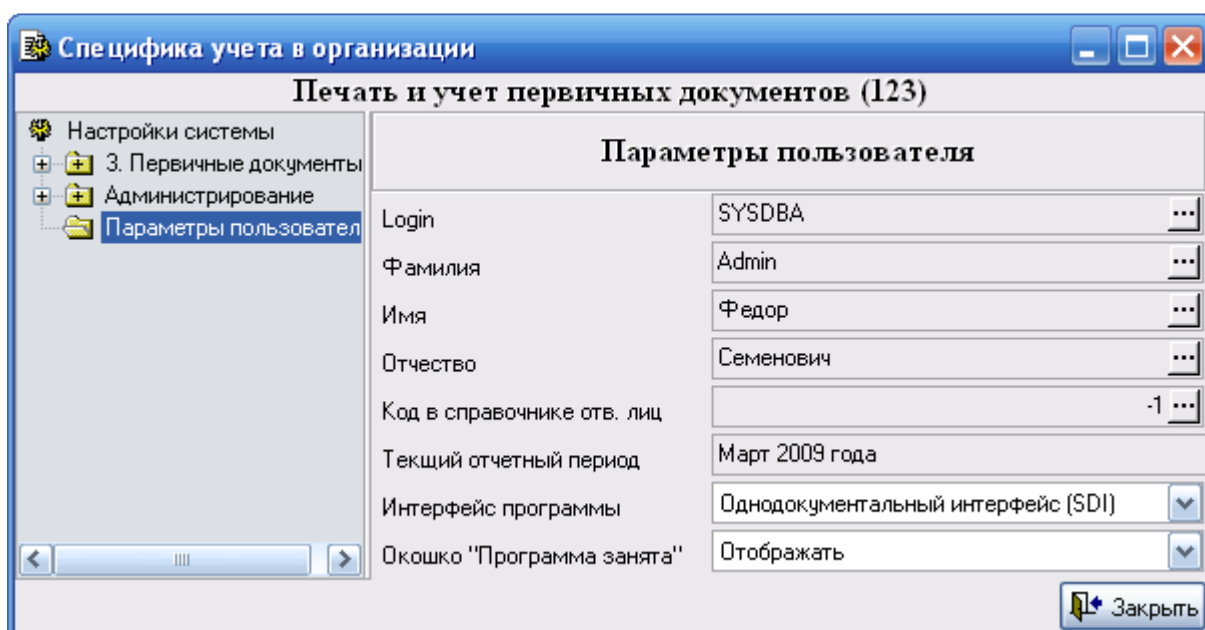 Специфика учета в организации
Печать и учет первичных документов (123)
Настройки системы
3. Первичные документы
Администрирование
Параметры пользовател
Параметры пользователя
Login SYSDBA
Фамилия Admin
Имя Федор
Отчество Семенович
Код в справочнике отв. лиц -1
Текщий отчетный период Март 2009 года
Интерфейс программы Однодокументальный интерфейс (SDI)
Окошко "Программа занята" Отображать
Закрыть